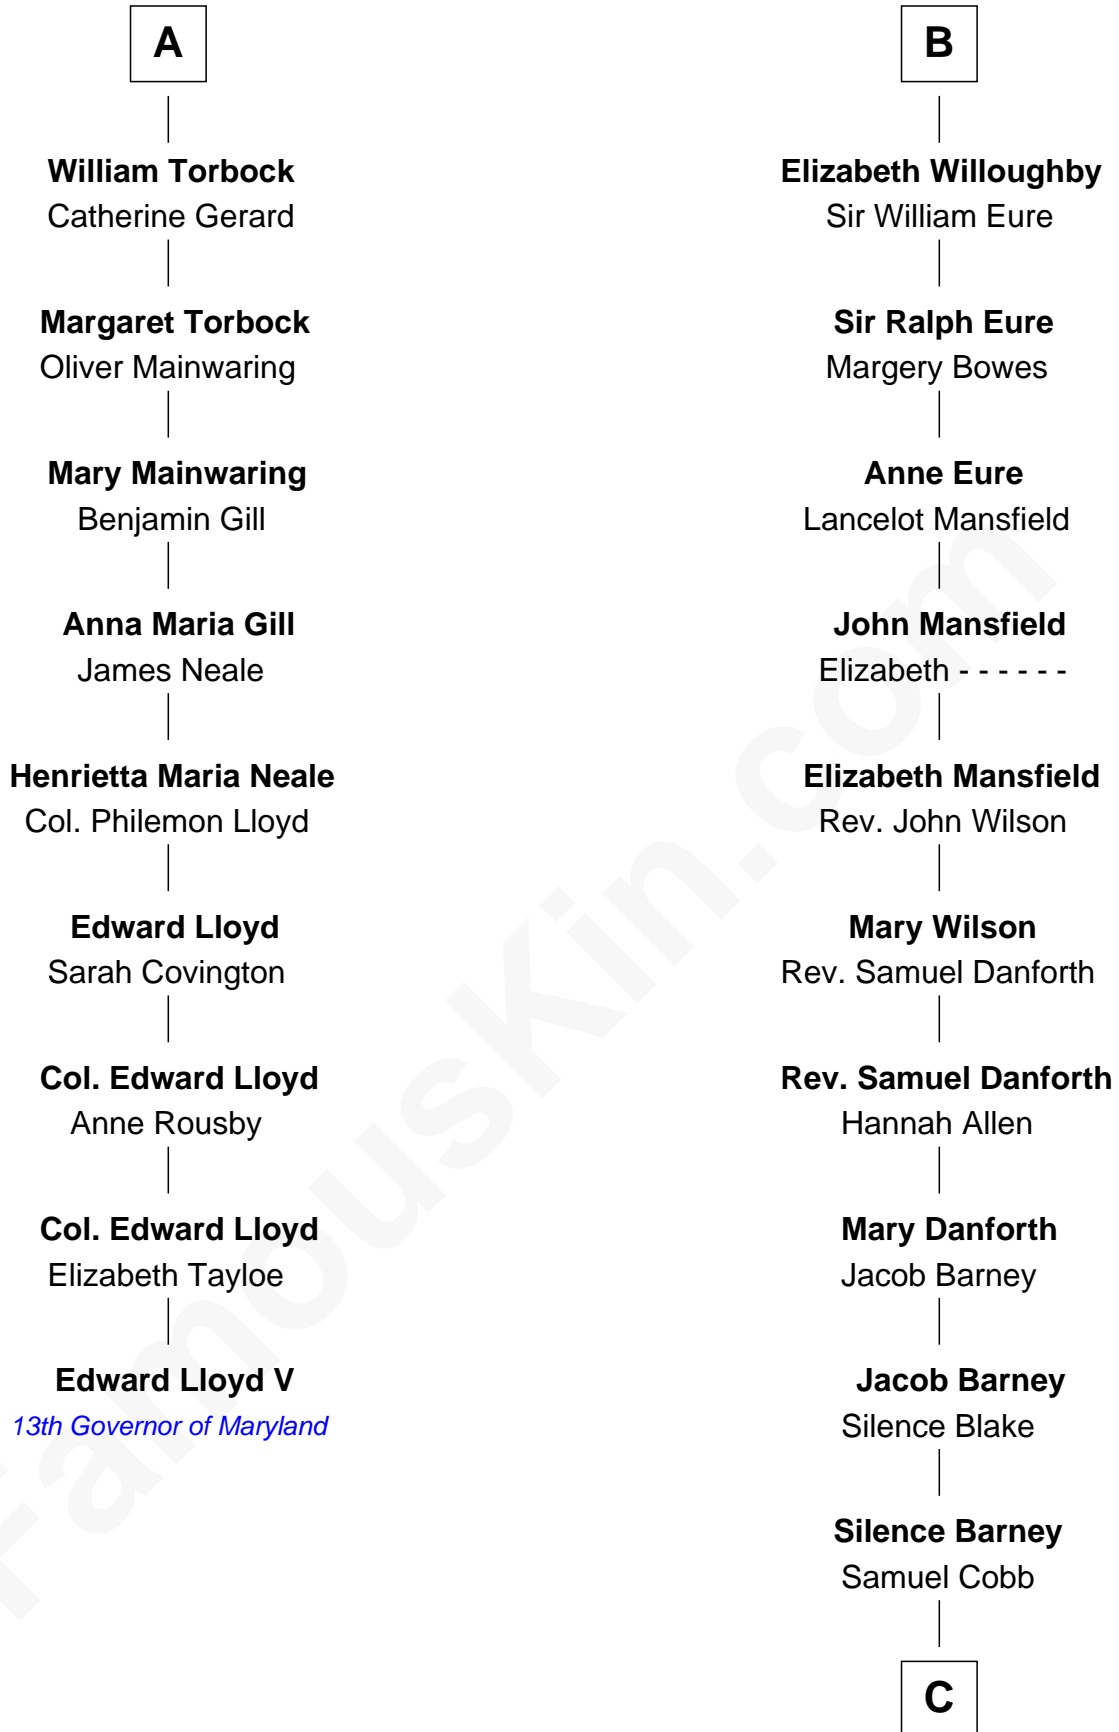 A
William Torbock
Catherine Gerard
Margaret Torbock
Oliver Mainwaring
Mary Mainwaring
Benjamin Gill
Anna Maria Gill
James Neale
Henrietta Maria Neale
Col. Philemon Lloyd
Edward Lloyd
Sarah Covington
Col. Edward Lloyd
Anne Rousby
Col. Edward Lloyd
Elizabeth Tayloe
Edward Lloyd V
13th Governor of Maryland
B
Elizabeth Willoughby
Sir William Eure
Sir Ralph Eure
Margery Bowes
Anne Eure
Lancelot Mansfield
John Mansfield
Elizabeth - - - - - -
Elizabeth Mansfield
Rev. John Wilson
Mary Wilson
Rev. Samuel Danforth
Rev. Samuel Danforth
Hannah Allen
Mary Danforth
Jacob Barney
Jacob Barney
Silence Blake
Silence Barney
Samuel Cobb
C
FamousKin.com